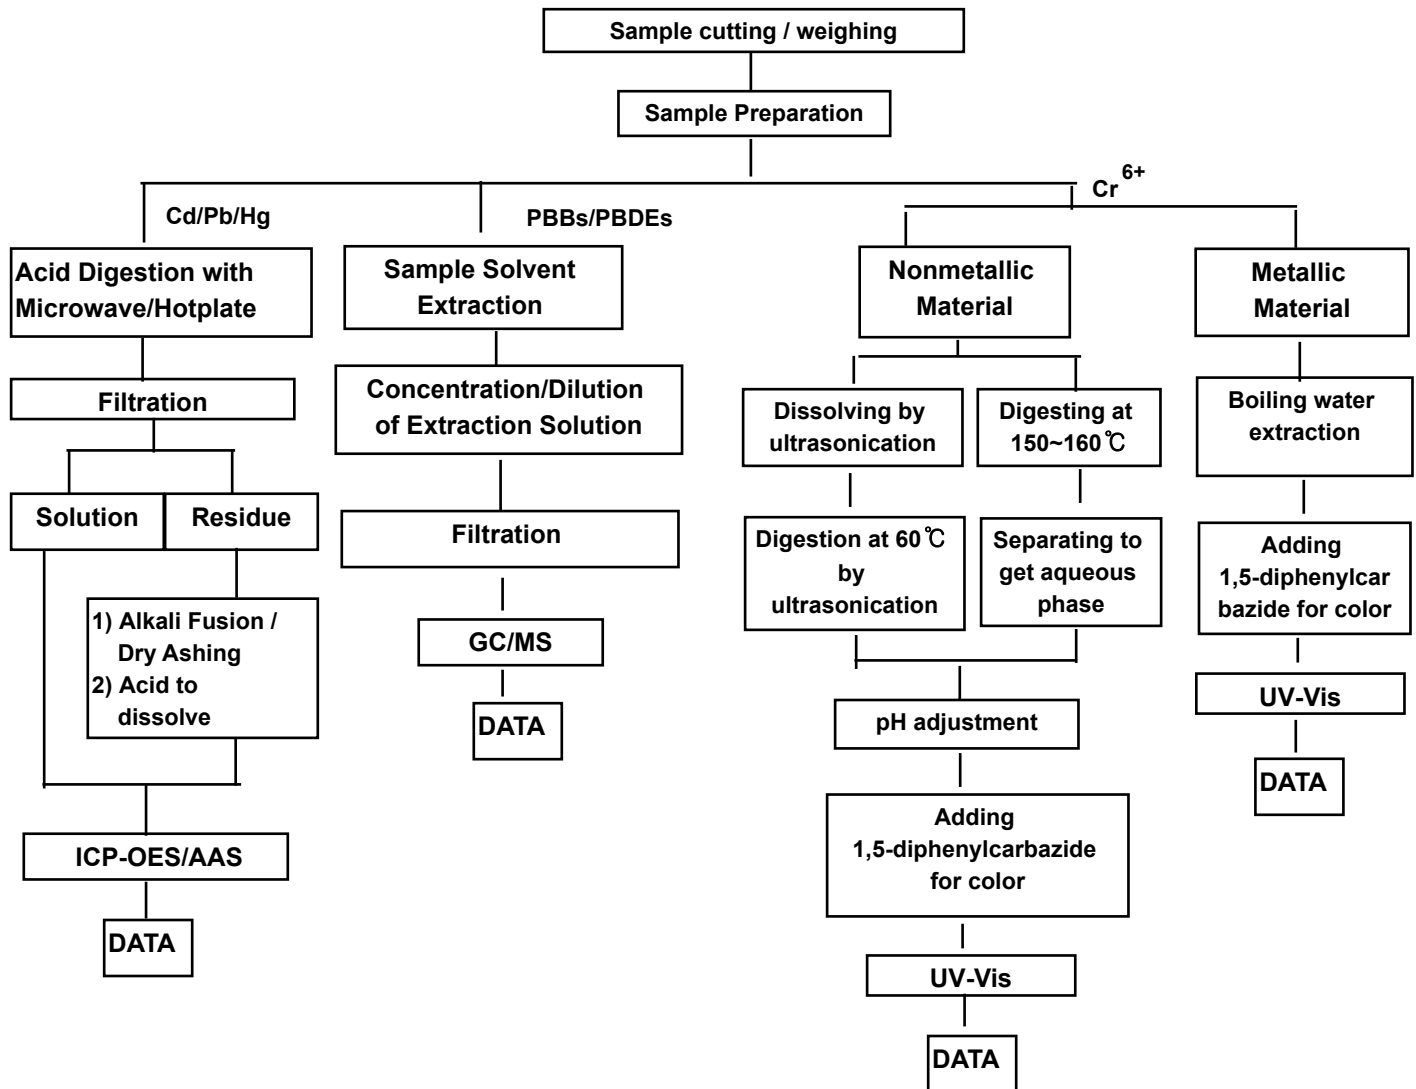 Sample cutting / weighing
Sample Preparation
Cd/Pb/Hg
PBBs/PBDEs
Cr 6+
Acid Digestion with
Microwave/Hotplate
Filtration
Solution
Residue
1) Alkali Fusion /
Dry Ashing
2) Acid to
dissolve
ICP-OES/AAS
DATA
Sample Solvent
Extraction
Concentration/Dilution
of Extraction Solution
Filtration
GC/MS
DATA
Nonmetallic
Material
Dissolving by
ultrasonication
Digestion at 60℃
by
ultrasonication
Digesting at
150~160℃
Separating to
get aqueous
phase
pH adjustment
Adding
1,5-diphenylcarbazide
for color
UV-Vis
DATA
Metallic
Material
Boiling water
extraction
Adding
1,5-diphenylcar
bazide for color
UV-Vis
DATA